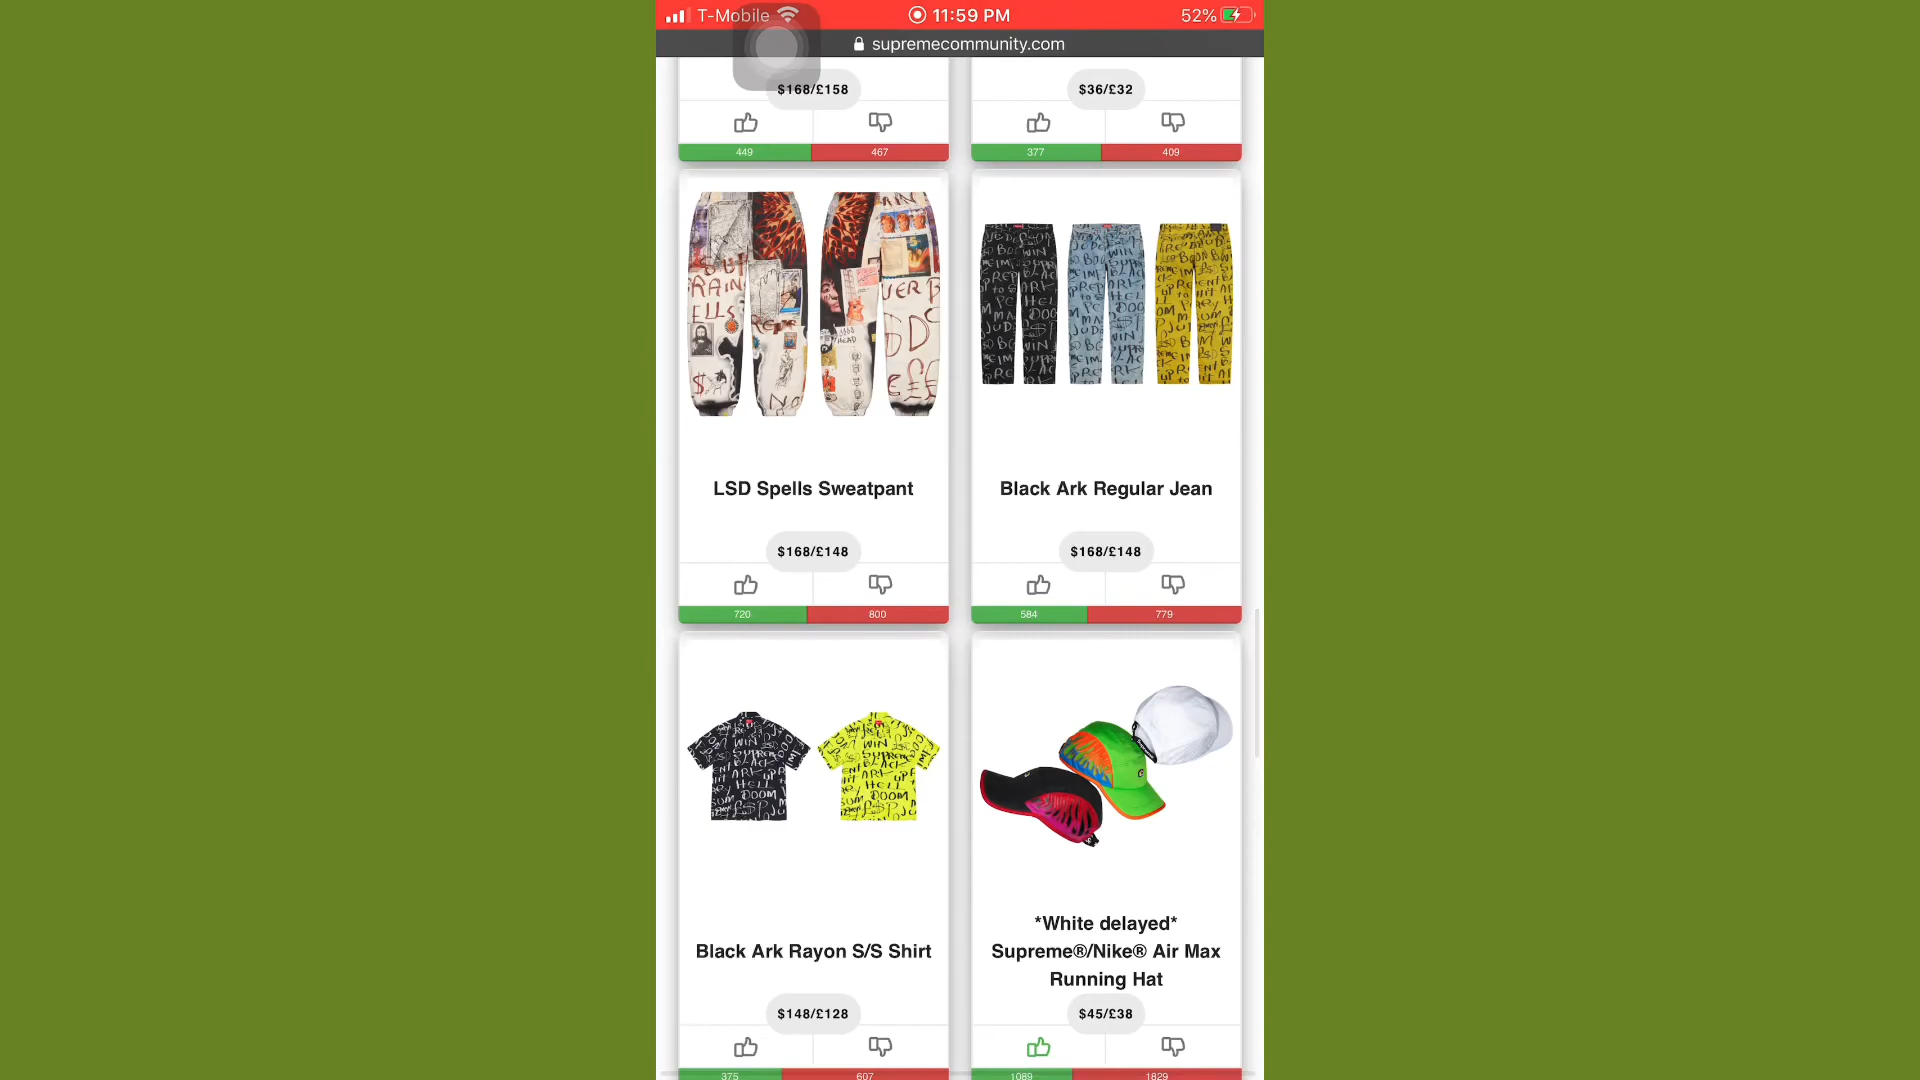 T-Mobile 11:59 PM 52%
supremecommunity.com
$168/£158 $36/£32
449 467 377 409
LSD Spells Sweatpant Black Ark Regular Jean
$168/£148 $168/£148
720 800 584 779
Black Ark Rayon S/S Shirt
*White delayed*
Supreme®/Nike® Air Max
Running Hat
$148/£128 $45/£38
375 607 1089 1829